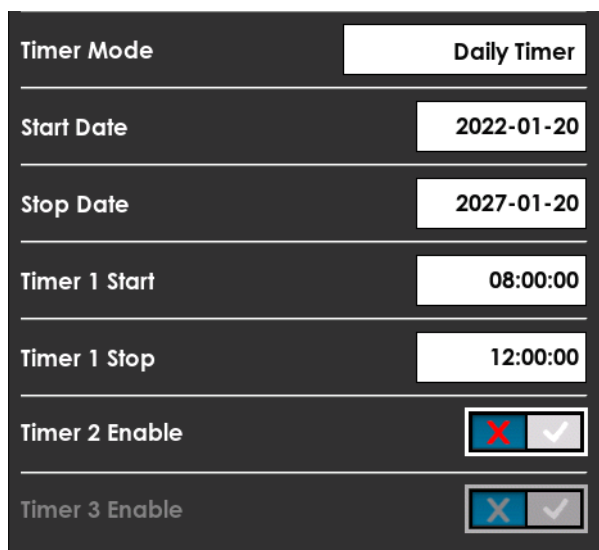 Timer Mode Daily Timer
Start Date 2022-01-20
Stop Date 2027-01-20
Timer 1 Start 08:00:00
Timer 1 Stop 12:00:00
Timer 2 Enable
Timer 3 Enable